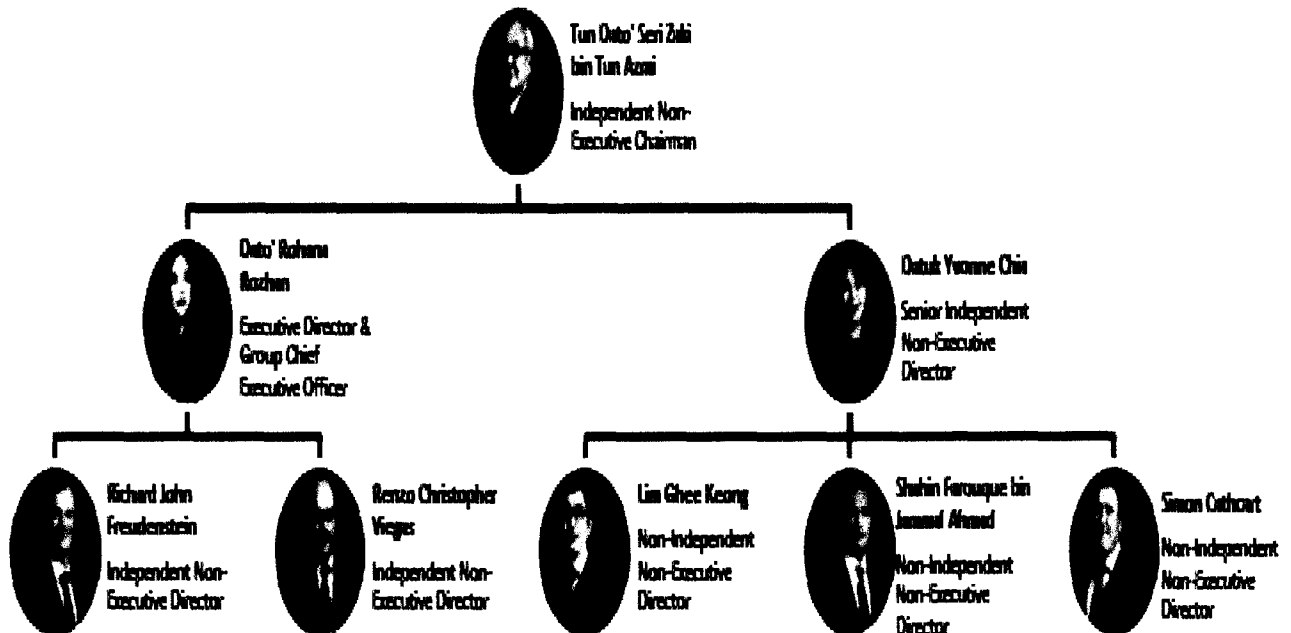 Tun Dato' Seri Zaki
bin Tun Azmi
Independent Non-
Executive Chairman
Dato' Rohana
Rozhan
Executive Director &
Group Chief
Executive Officer
Datuk Yvonne Chia
Senior Independent
Non-Executive
Director
Richard John
Freudenstein
Independent Non-
Executive Director
Renzo Christopher
Viegas
Independent Non-
Executive Director
Lim Ghee Keong
Non-Independent
Non-Executive
Director
Shahin Farouque bin
Jammal Ahmad
Non-Independent
Non-Executive
Director
Simon Cathcart
Non-Independent
Non-Executive
Director